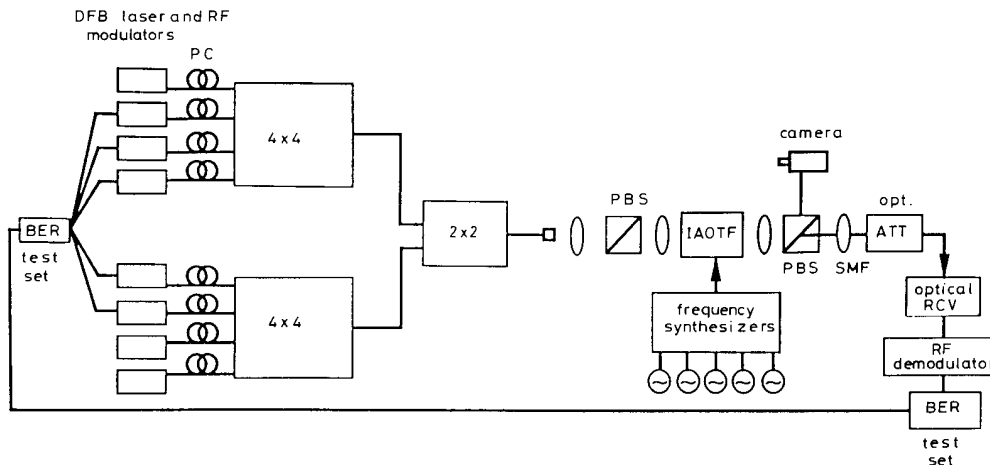 DFB laser and RF
modulators
PC
4x4
BER
test
set
4x4
2x2
PBS
IAOTF
camera
PBS
SMF
opt.
ATT
optical
RCV
frequency
synthesizers
RF
demodulator
BER
test
set